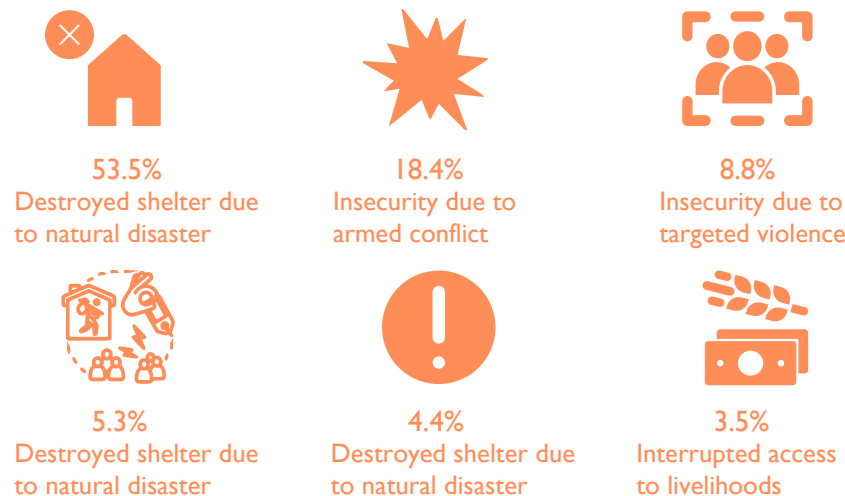 53.5%
Destroyed shelter due
to natural disaster
18.4%
Insecurity due to
armed conflict
8.8%
Insecurity due to
targeted violence
5.3%
Destroyed shelter due
to natural disaster
4.4%
Destroyed shelter due
to natural disaster
3.5%
Interrupted access
to livelihoods